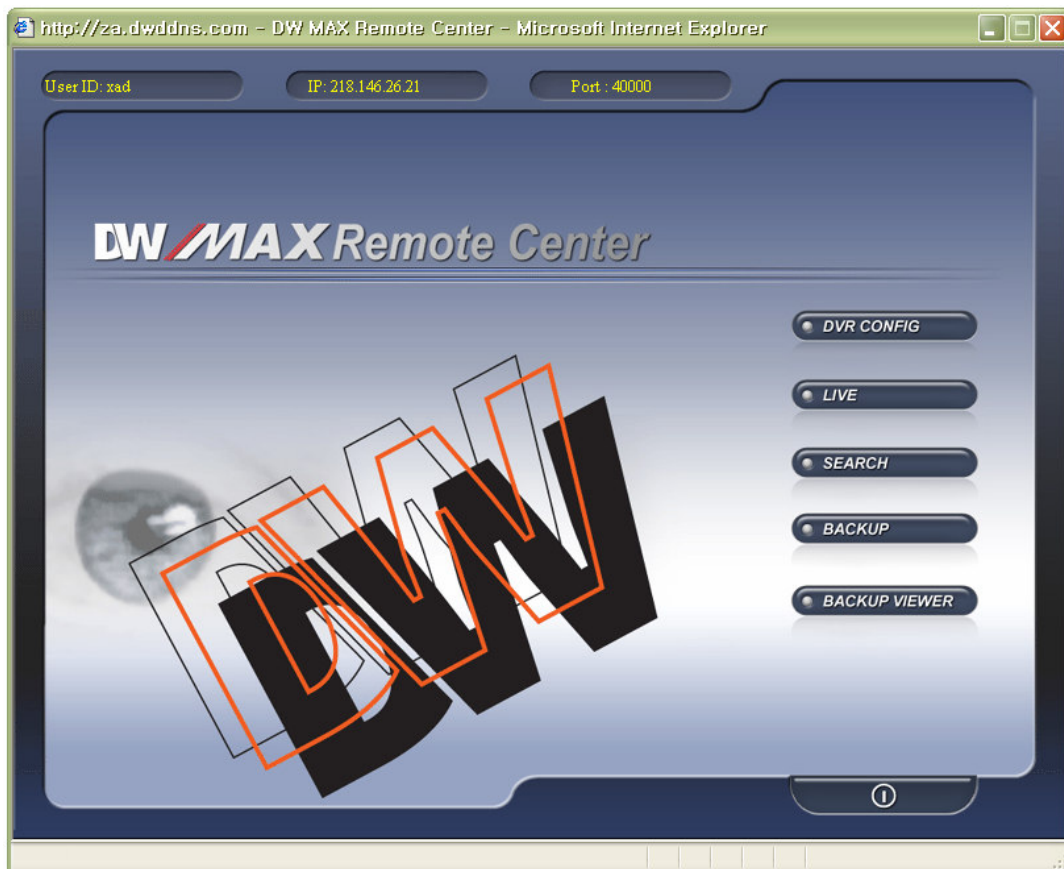 http://za.dwddns.com - DW MAX Remote Center - Microsoft Internet Explorer
User ID: xad
IP: 218.146.26.21
Port : 40000
DW MAX Remote Center
DVR CONFIG
LIVE
SEARCH
BACKUP
BACKUP VIEWER
DW